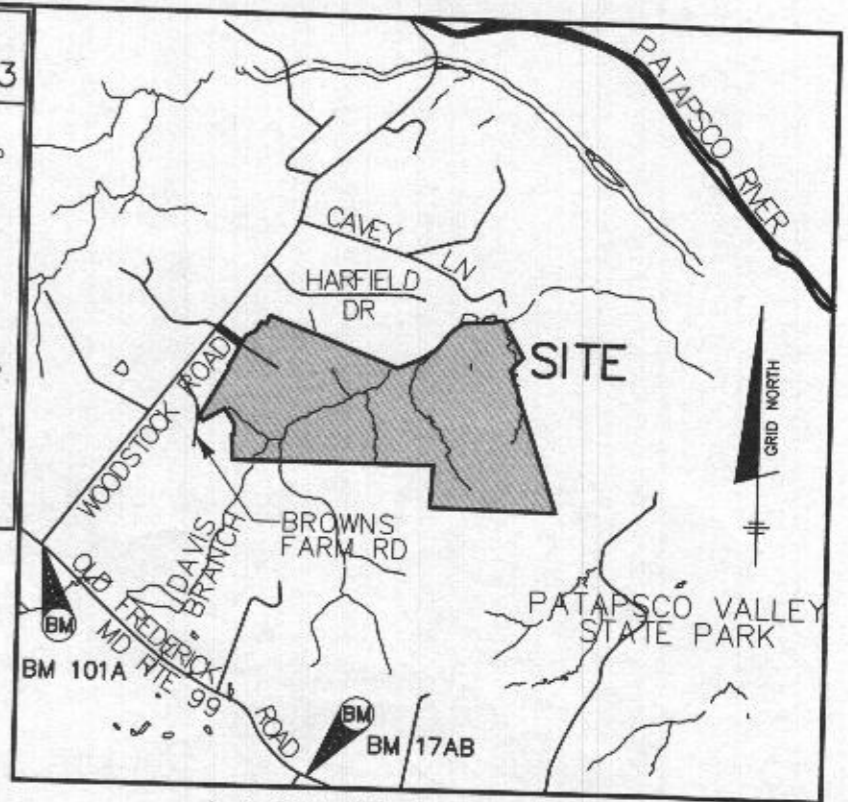 3
PATAPSCO RIVER
CAVEY
LN
HARFIELD
DR
SITE
WOODSTOCK ROAD
GRID NORTH
DAVIS
BRANCH
BROWNS
FARM RD
OLD FREDERICK
ROAD
MD RTE 99
PATAPSCO VALLEY
STATE PARK
BM
BM 101A
BM
BM 17AB